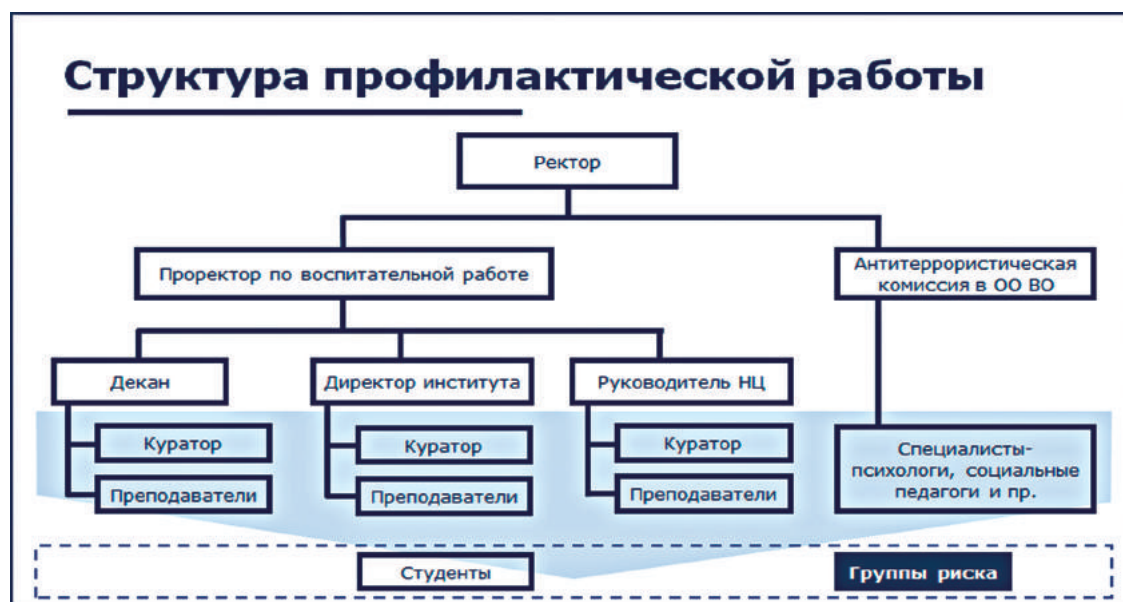 Структура профилактической работы
Ректор
Проректор по воспитательной работе
Антитеррористическая
комиссия в ОО ВО
Декан
Директор института
Руководитель НЦ
Куратор
Куратор
Куратор
Специалисты-
психологи, социальные
педагоги и пр.
Преподаватели
Преподаватели
Преподаватели
Студенты
Группы риска